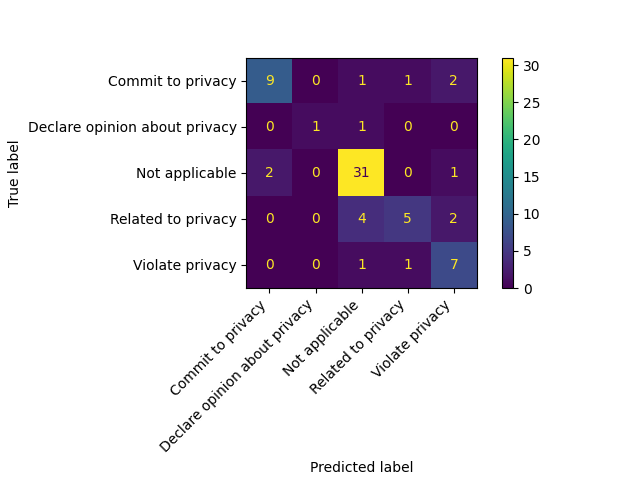 Commit to privacy 9 0 1 1 2
Declare opinion about privacy 0 1 1 0 0
Not applicable 2 0 31 0 1
Related to privacy 0 0 4 5 2
Violate privacy 0 0 1 1 7
True label
Commit to privacy
Declare opinion about privacy
Not applicable
Related to privacy
Violate privacy
Predicted label
30
25
20
15
10
5
0